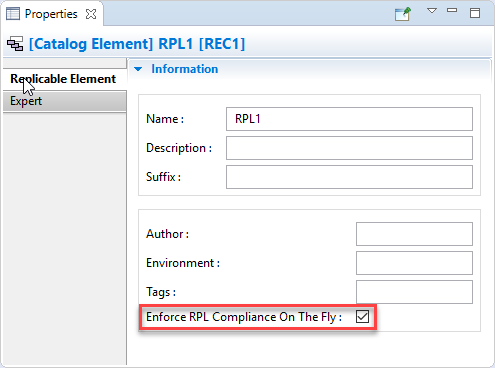 Properties
[Catalog Element] RPL1 [REC1]
Replicable Element
Expert
Information
Name : RPL1
Description :
Suffix :
Author :
Environment :
Tags :
Enforce RPL Compliance On The Fly :